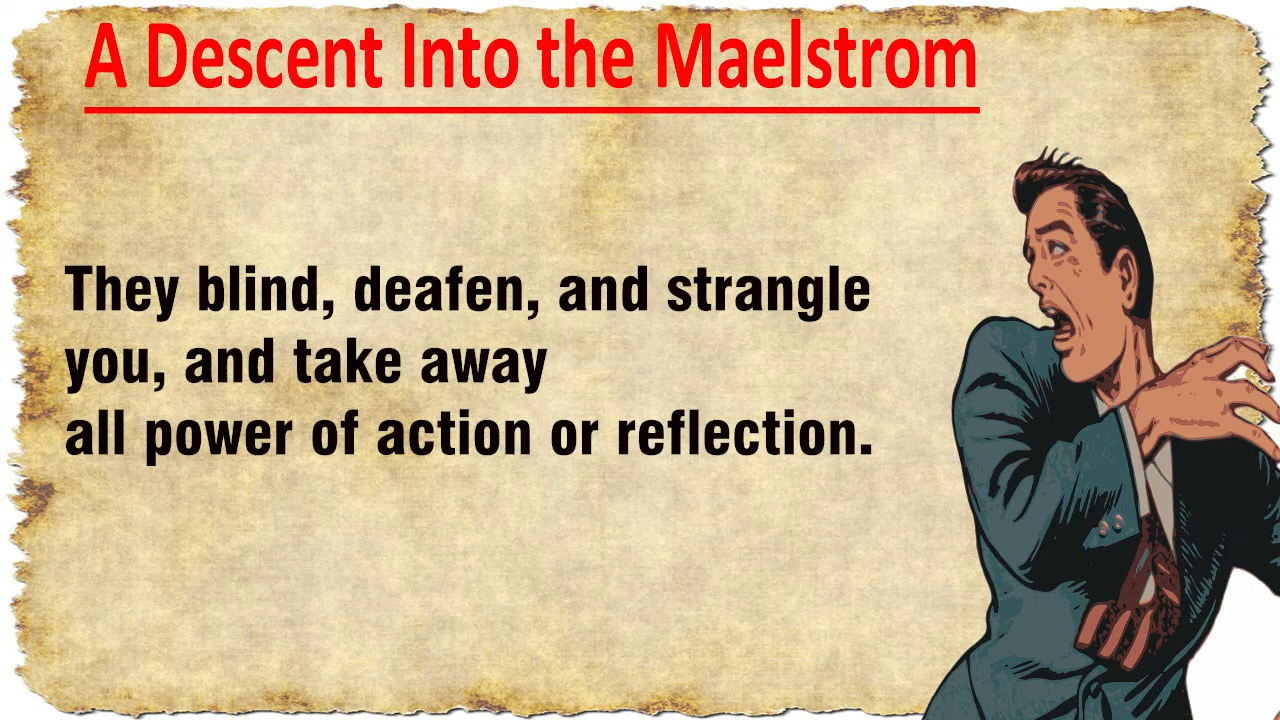 A Descent Into the Maelstrom
They blind, deafen, and strangle
you, and take away
all power of action or reflection.